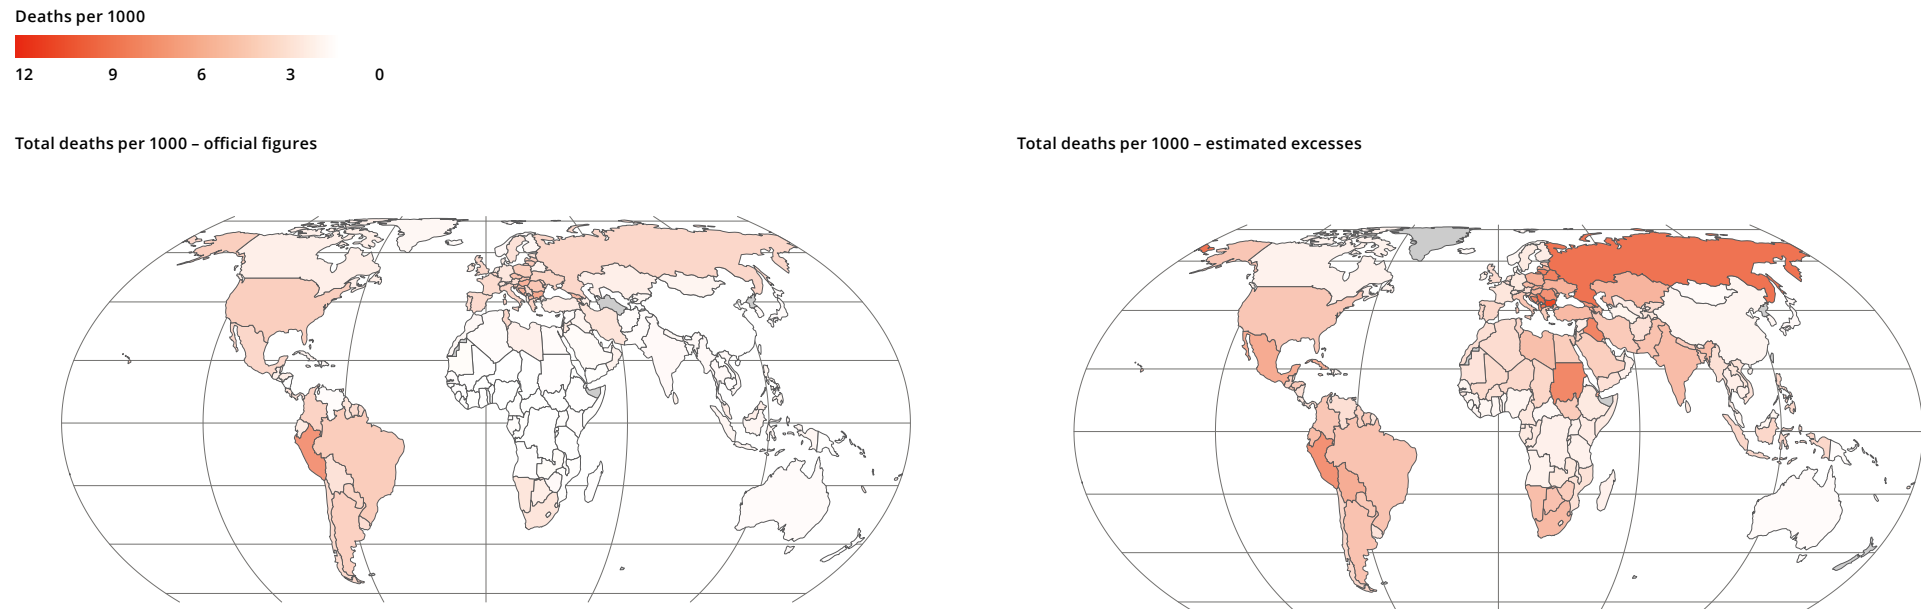 Deaths per 1000
12 9 6 3 0
Total deaths per 1000 – official figures
Total deaths per 1000 – estimated excesses